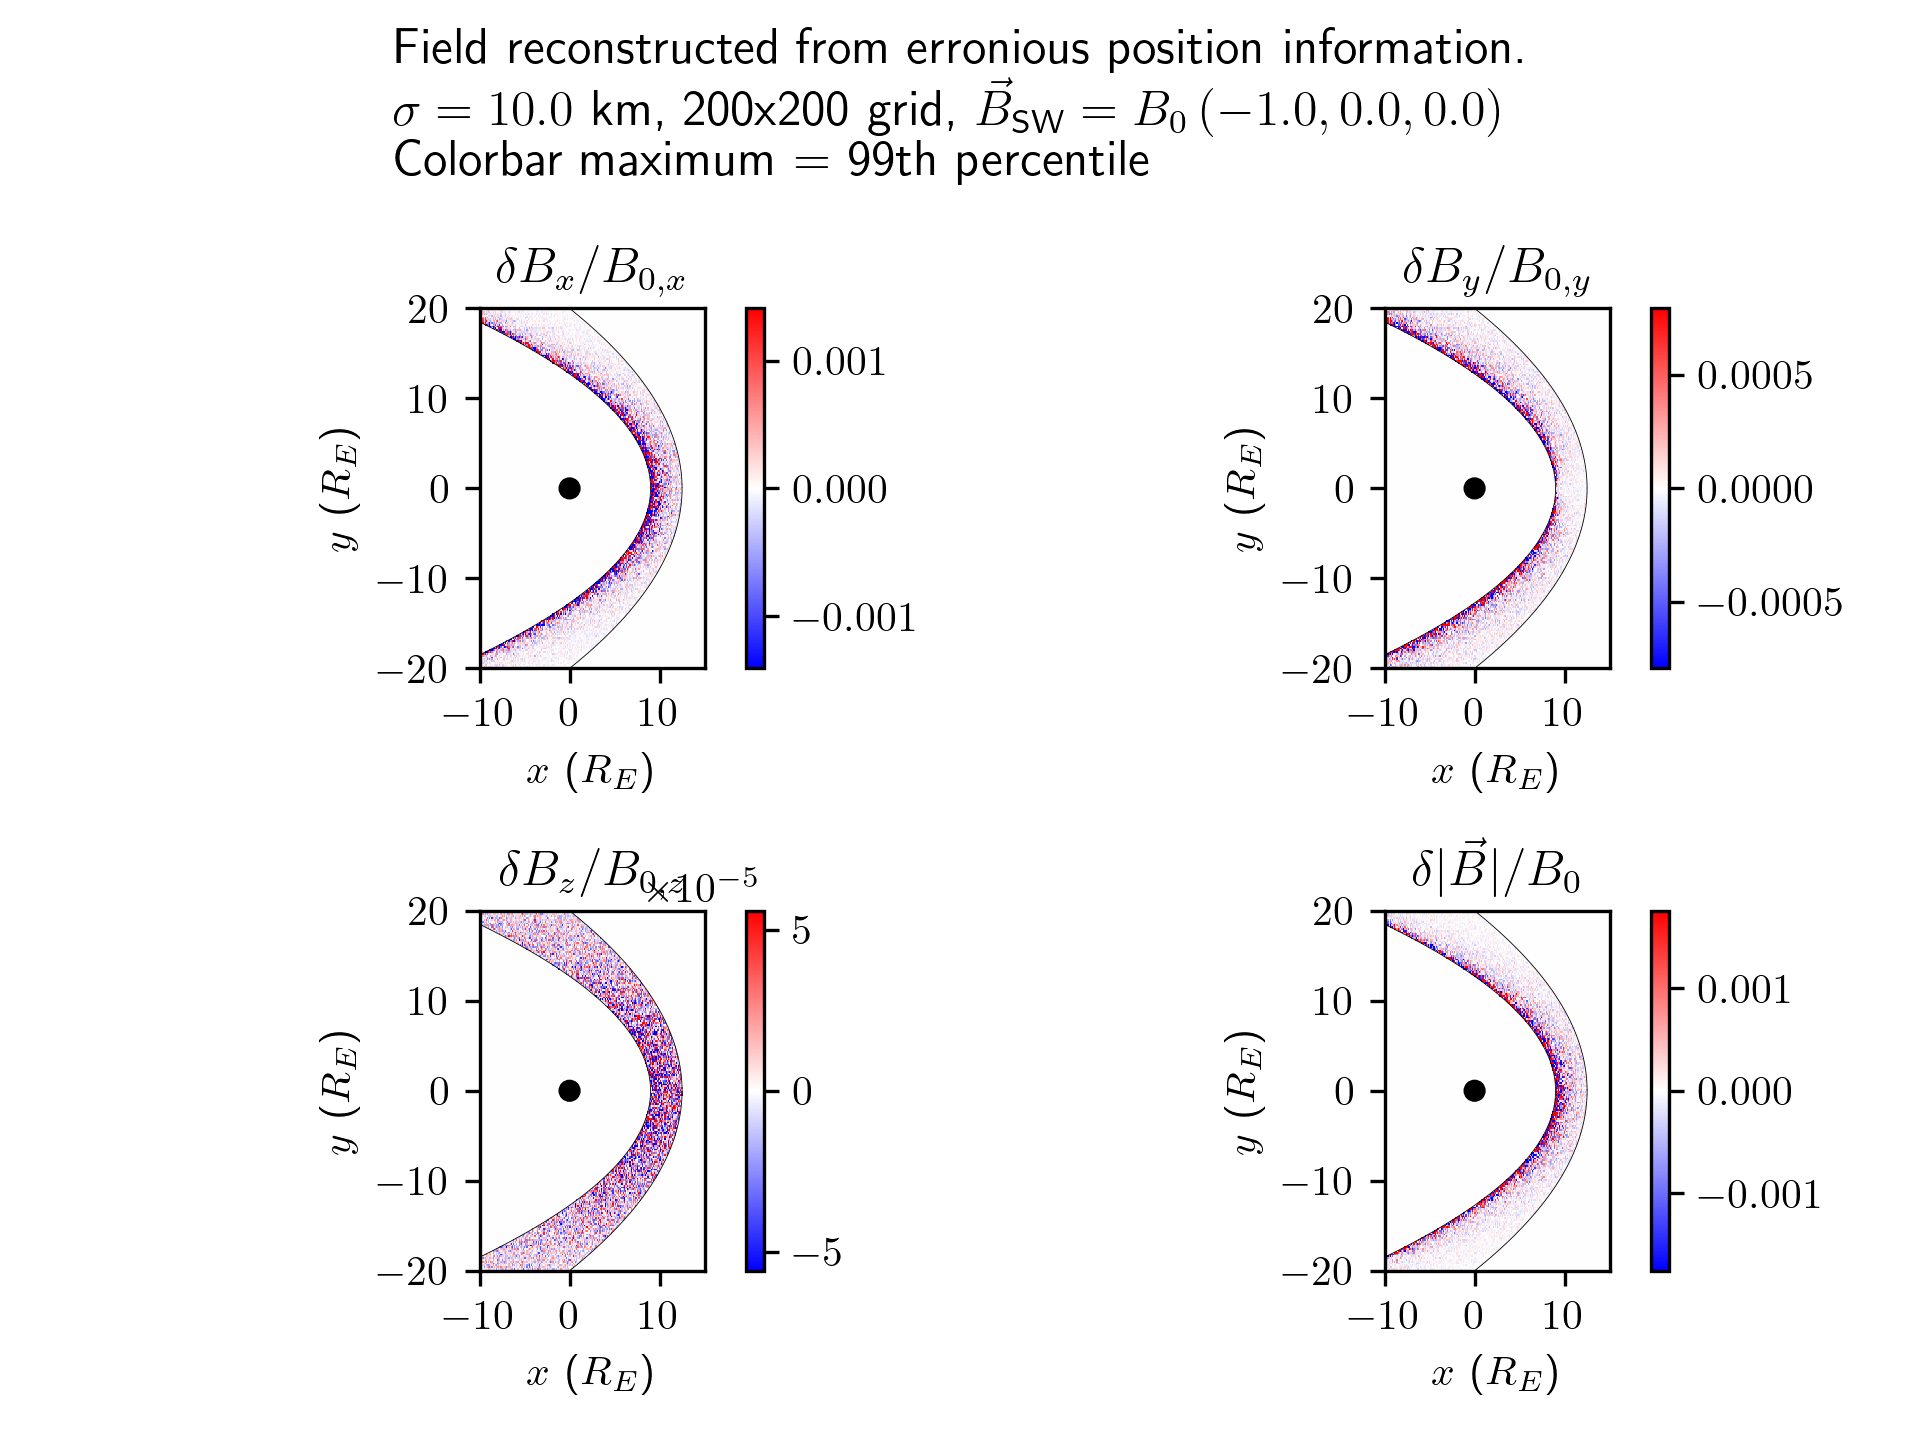 Field reconstructed from erronious position information.
σ = 10.0 km, 200x200 grid, B⃗_SW = B₀ (−1.0, 0.0, 0.0)
Colorbar maximum = 99th percentile
δB_x/B_{0,x}
20
10
0
−10
−20
y (R_E)
−10 0 10
x (R_E)
0.001
0.000
−0.001
δB_y/B_{0,y}
20
10
0
−10
−20
y (R_E)
−10 0 10
x (R_E)
0.0005
0.0000
−0.0005
δB_z/B_{0,z}
×10⁻⁵
20
10
0
−10
−20
y (R_E)
−10 0 10
x (R_E)
5
0
−5
δ|B⃗|/B₀
20
10
0
−10
−20
y (R_E)
−10 0 10
x (R_E)
0.001
0.000
−0.001